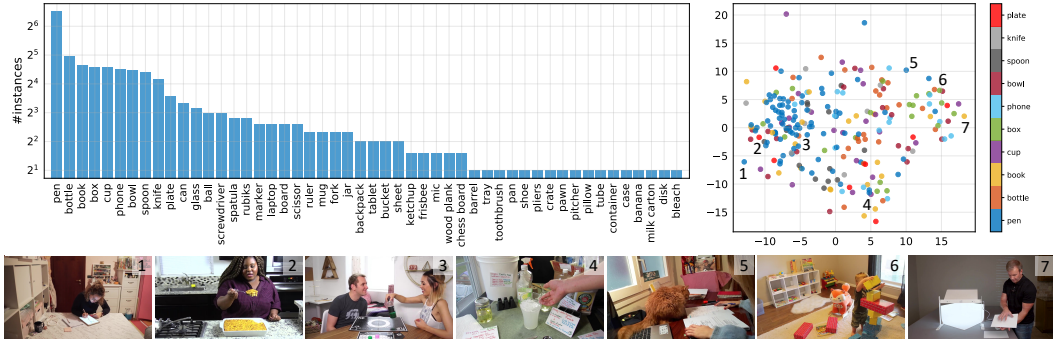 #instances
2^6
2^5
2^4
2^3
2^2
2^1
pen
bottle
book
box
cup
phone
bowl
spoon
knife
plate
can
glass
ball
screwdriver
spatula
rubiks
marker
laptop
board
scissor
ruler
mug
fork
jar
backpack
tablet
bucket
sheet
ketchup
frisbee
mic
wood plank
chess board
barrel
tray
toothbrush
pan
shoe
pliers
crate
pawn
pitcher
pillow
tube
container
case
banana
milk carton
disk
bleach
20
15
10
5
0
−5
−10
−15
−10
−5
0
5
10
15
1
2
3
4
5
6
7
plate
knife
spoon
bowl
phone
box
cup
book
bottle
pen
1
2
3
4
5
6
7